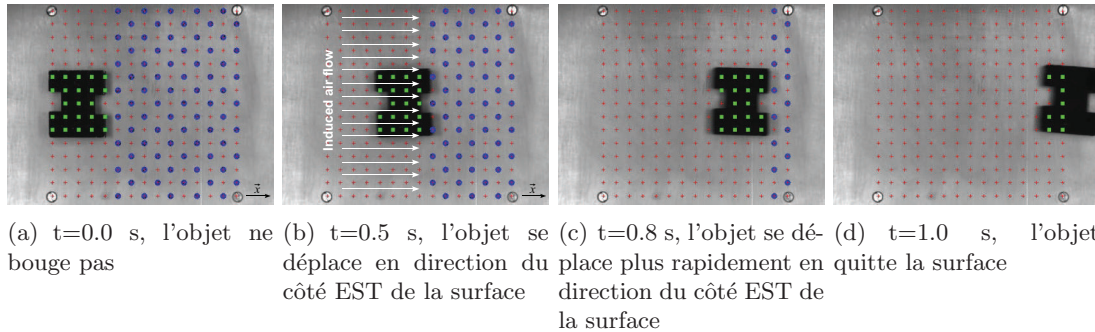 Induced air flow
x
x
(a) t=0.0 s, l'objet ne
bouge pas
(b) t=0.5 s, l'objet se
déplace en direction du
côté EST de la surface
(c) t=0.8 s, l'objet se dé-
place plus rapidement en
direction du côté EST de
la surface
(d) t=1.0 s, l'objet
quitte la surface